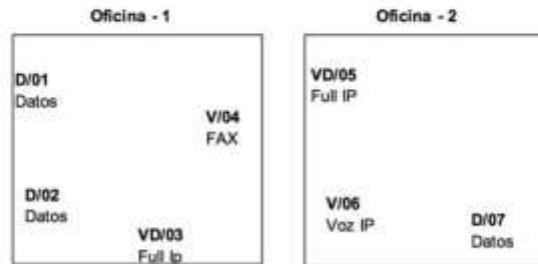 Oficina - 1
D/01
Datos
V/04
FAX
D/02
Datos
VD/03
Full Ip
Oficina - 2
VD/05
Full IP
V/06
Voz IP
D/07
Datos